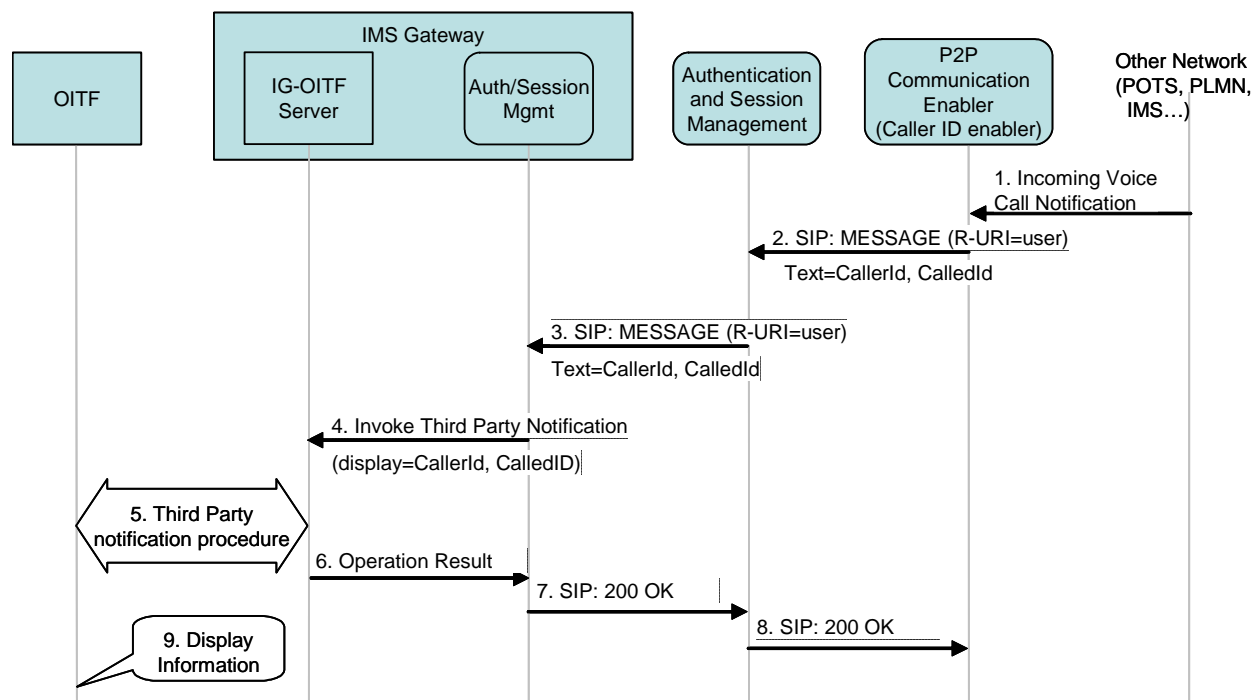 IMS Gateway
OITF
IG-OITF
Server
Auth/Session
Mgmt
Authentication
and Session
Management
P2P
Communication
Enabler
(Caller ID enabler)
Other Network
(POTS, PLMN,
IMS…)
1. Incoming Voice
Call Notification
2. SIP: MESSAGE (R-URI=user)
Text=CallerId, CalledId
3. SIP: MESSAGE (R-URI=user)
Text=CallerId, CalledId
4. Invoke Third Party Notification
(display=CallerId, CalledID)
5. Third Party
notification procedure
6. Operation Result
7. SIP: 200 OK
8. SIP: 200 OK
9. Display
Information